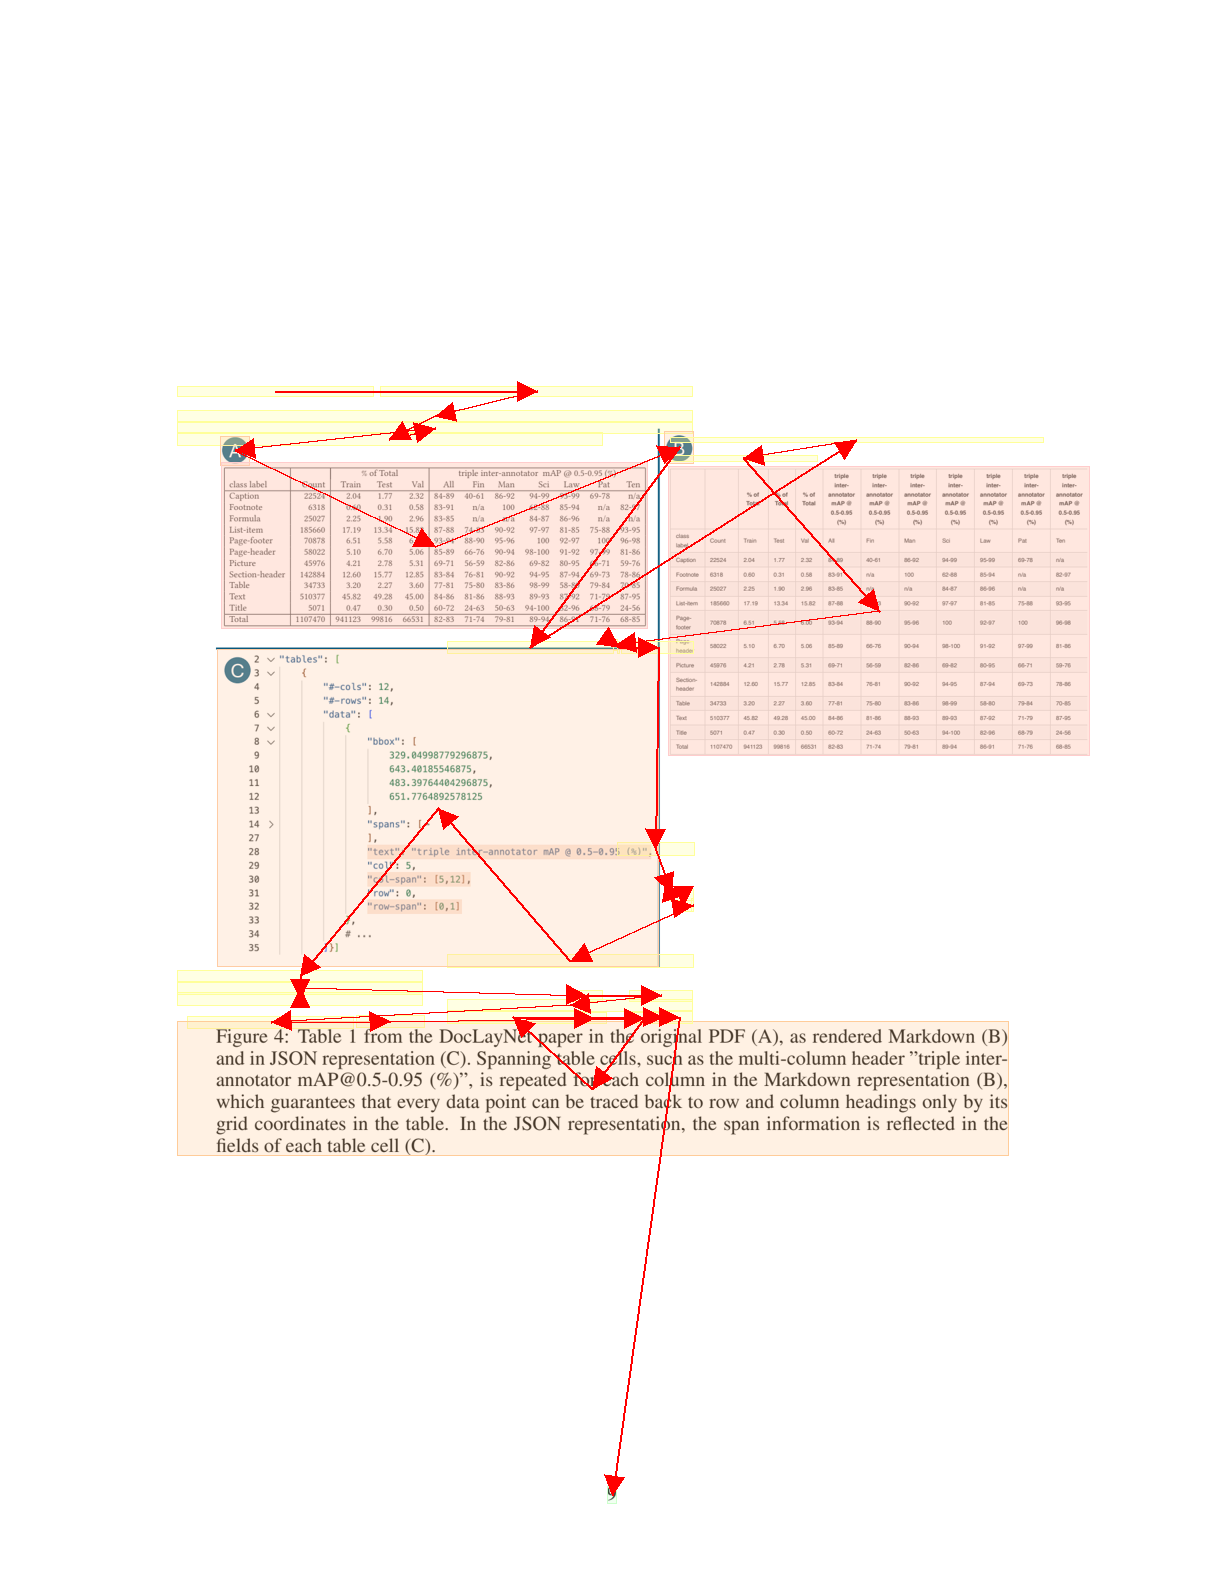 A
% of Total triple inter-annotator mAP @ 0.5-0.95 (%)
class label Count Train Test Val All Fin Man Sci Law Pat Ten
Caption 22524 2.04 1.77 2.32 84-89 40-61 86-92 94-99 95-99 69-78 n/a
Footnote 6318 0.60 0.31 0.58 83-91 n/a 100 62-88 85-94 n/a 82-97
Formula 25027 2.25 1.90 2.96 83-85 n/a n/a 84-87 86-96 n/a n/a
List-item 185660 17.19 13.34 15.82 87-88 74-83 90-92 97-97 81-85 75-88 93-95
Page-footer 70878 6.51 5.58 6.00 93-94 88-90 95-96 100 92-97 100 96-98
Page-header 58022 5.10 6.70 5.06 85-89 66-76 90-94 98-100 91-92 97-99 81-86
Picture 45976 4.21 2.78 5.31 69-71 56-59 82-86 69-82 80-95 66-71 59-76
Section-header 142884 12.60 15.77 12.85 83-84 76-81 90-92 94-95 87-94 69-73 78-86
Table 34733 3.20 2.27 3.60 77-81 75-80 83-86 98-99 58-80 79-84 70-85
Text 510377 45.82 49.28 45.00 84-86 81-86 88-93 89-93 87-92 71-79 87-95
Title 5071 0.47 0.30 0.50 60-72 24-63 50-63 94-100 82-96 68-79 24-56
Total 1107470 941123 99816 66531 82-83 71-74 79-81 89-94 86-91 71-76 68-85
B
triple triple triple triple triple triple triple
inter- inter- inter- inter- inter- inter- inter-
% of % of % of annotator annotator annotator annotator annotator annotator annotator
Total Total Total mAP @ mAP @ mAP @ mAP @ mAP @ mAP @ mAP @
0.5-0.95 0.5-0.95 0.5-0.95 0.5-0.95 0.5-0.95 0.5-0.95 0.5-0.95
(%) (%) (%) (%) (%) (%) (%)
class
label Count Train Test Val All Fin Man Sci Law Pat Ten
Caption 22524 2.04 1.77 2.32 84-89 40-61 86-92 94-99 95-99 69-78 n/a
Footnote 6318 0.60 0.31 0.58 83-91 n/a 100 62-88 85-94 n/a 82-97
Formula 25027 2.25 1.90 2.96 83-85 n/a n/a 84-87 86-96 n/a n/a
List-item 185660 17.19 13.34 15.82 87-88 90-92 97-97 81-85 75-88 93-95
Page-
footer 70878 6.51 5.58 6.00 93-94 88-90 95-96 100 92-97 100 96-98
Page-
header 58022 5.10 6.70 5.06 85-89 66-76 90-94 98-100 91-92 97-99 81-86
Picture 45976 4.21 2.78 5.31 69-71 56-59 82-86 69-82 80-95 66-71 59-76
Section-
header 142884 12.60 15.77 12.85 83-84 76-81 90-92 94-95 87-94 69-73 78-86
Table 34733 3.20 2.27 3.60 77-81 75-80 83-86 98-99 58-80 79-84 70-85
Text 510377 45.82 49.28 45.00 84-86 81-86 88-93 89-93 87-92 71-79 87-95
Title 5071 0.47 0.30 0.50 60-72 24-63 50-63 94-100 82-96 68-79 24-56
Total 1107470 941123 99816 66531 82-83 71-74 79-81 89-94 86-91 71-76 68-85
C
2 "tables": [
3 {
4 "#-cols": 12,
5 "#-rows": 14,
6 "data": [
7 {
8 "bbox": [
9 329.04998779296875,
10 643.40185546875,
11 483.39764404296875,
12 651.7764892578125
13 ],
14 "spans": [
27 ],
28 "text": "triple inter-annotator mAP @ 0.5-0.95 (%)",
29 "col": 5,
30 "col-span": [5,12],
31 "row": 0,
32 "row-span": [0,1]
33 },
34 # ...
35 }]
Figure 4: Table 1 from the DocLayNet paper in the original PDF (A), as rendered Markdown (B)
and in JSON representation (C). Spanning table cells, such as the multi-column header ”triple inter-
annotator mAP@0.5-0.95 (%)”, is repeated for each column in the Markdown representation (B),
which guarantees that every data point can be traced back to row and column headings only by its
grid coordinates in the table. In the JSON representation, the span information is reflected in the
fields of each table cell (C).
9